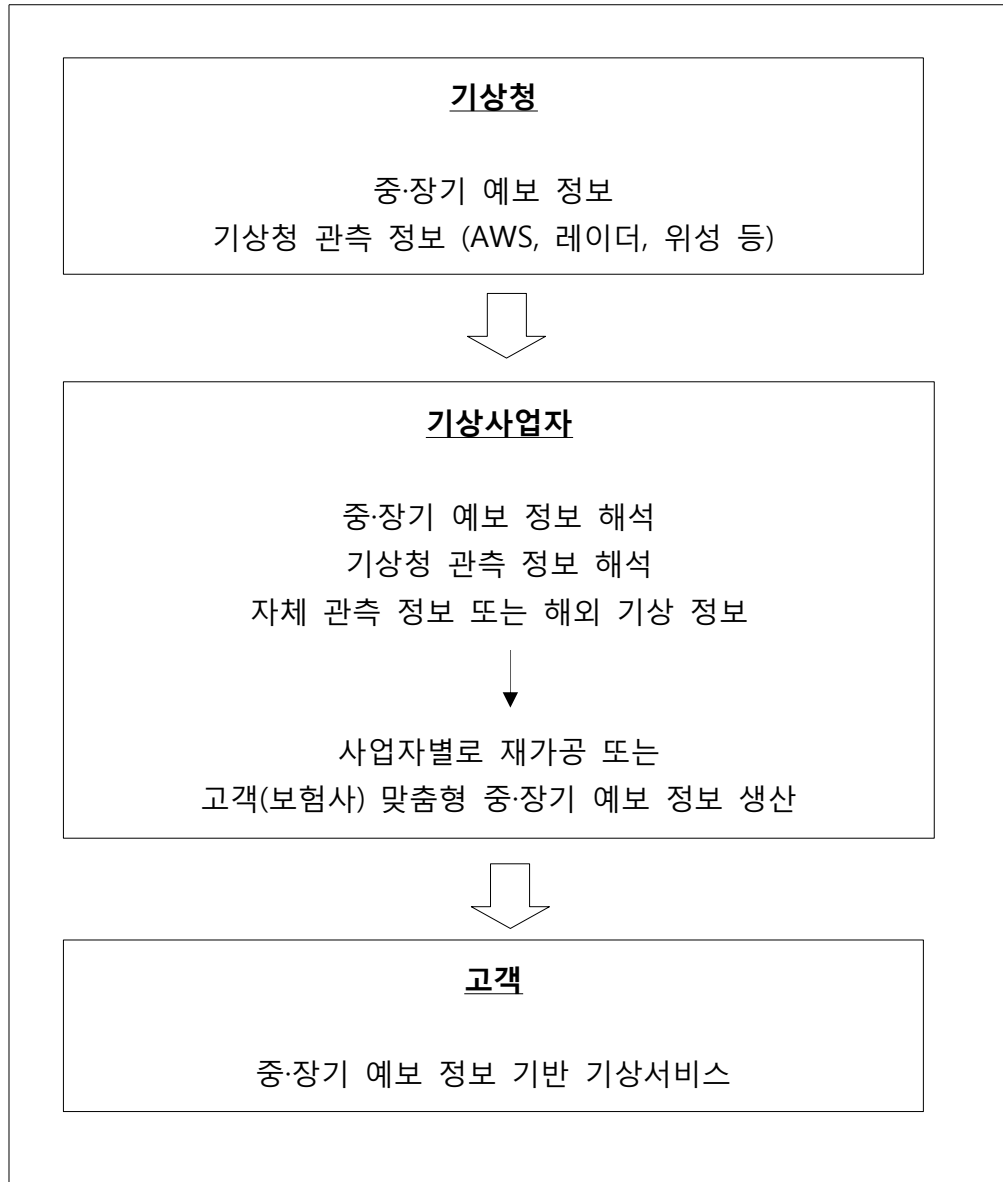 기상청
중·장기 예보 정보
기상청 관측 정보 (AWS, 레이더, 위성 등)
기상사업자
중·장기 예보 정보 해석
기상청 관측 정보 해석
자체 관측 정보 또는 해외 기상 정보
사업자별로 재가공 또는
고객(보험사) 맞춤형 중·장기 예보 정보 생산
고객
중·장기 예보 정보 기반 기상서비스